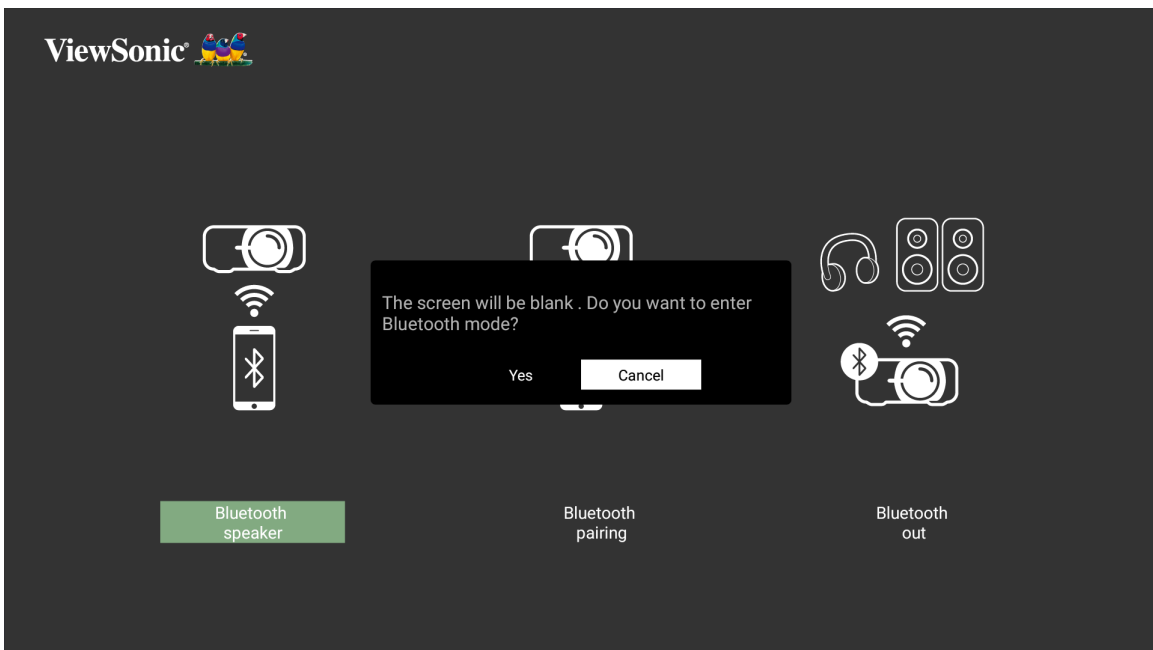 ViewSonic®
The screen will be blank . Do you want to enter
Bluetooth mode?
Yes
Cancel
Bluetooth
speaker
Bluetooth
pairing
Bluetooth
out